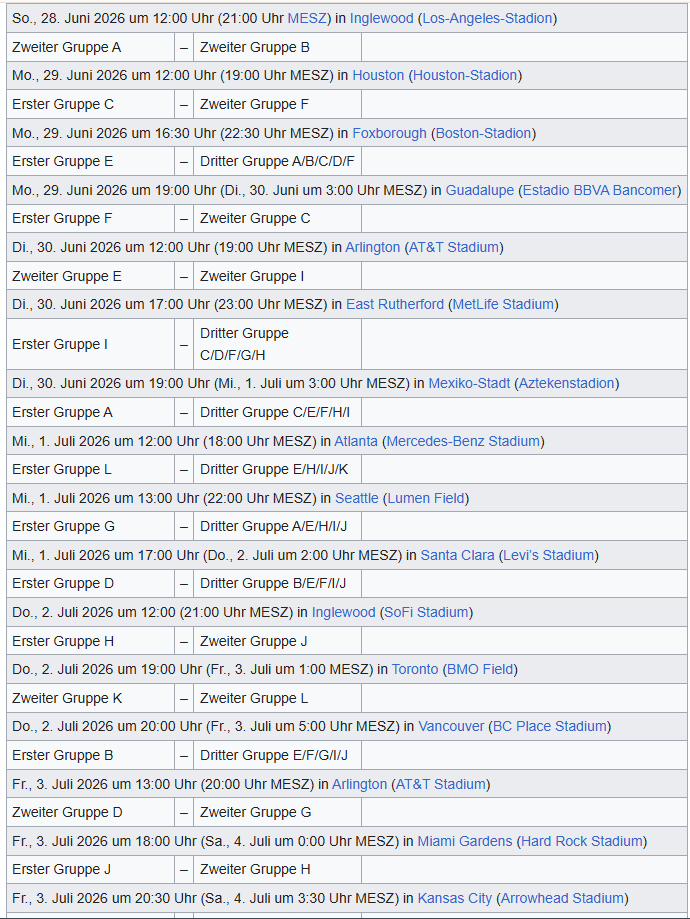 So., 28. Juni 2026 um 12:00 Uhr (21:00 Uhr MESZ) in Inglewood (Los-Angeles-Stadion)
Zweiter Gruppe A – Zweiter Gruppe B
Mo., 29. Juni 2026 um 12:00 Uhr (19:00 Uhr MESZ) in Houston (Houston-Stadion)
Erster Gruppe C – Zweiter Gruppe F
Mo., 29. Juni 2026 um 16:30 Uhr (22:30 Uhr MESZ) in Foxborough (Boston-Stadion)
Erster Gruppe E – Dritter Gruppe A/B/C/D/F
Mo., 29. Juni 2026 um 19:00 Uhr (Di., 30. Juni um 3:00 Uhr MESZ) in Guadalupe (Estadio BBVA Bancomer)
Erster Gruppe F – Zweiter Gruppe C
Di., 30. Juni 2026 um 12:00 Uhr (19:00 Uhr MESZ) in Arlington (AT&T Stadium)
Zweiter Gruppe E – Zweiter Gruppe I
Di., 30. Juni 2026 um 17:00 Uhr (23:00 Uhr MESZ) in East Rutherford (MetLife Stadium)
Erster Gruppe I – Dritter Gruppe
C/D/F/G/H
Di., 30. Juni 2026 um 19:00 Uhr (Mi., 1. Juli um 3:00 Uhr MESZ) in Mexiko-Stadt (Aztekenstadion)
Erster Gruppe A – Dritter Gruppe C/E/F/H/I
Mi., 1. Juli 2026 um 12:00 Uhr (18:00 Uhr MESZ) in Atlanta (Mercedes-Benz Stadium)
Erster Gruppe L – Dritter Gruppe E/H/I/J/K
Mi., 1. Juli 2026 um 13:00 Uhr (22:00 Uhr MESZ) in Seattle (Lumen Field)
Erster Gruppe G – Dritter Gruppe A/E/H/I/J
Mi., 1. Juli 2026 um 17:00 Uhr (Do., 2. Juli um 2:00 Uhr MESZ) in Santa Clara (Levi's Stadium)
Erster Gruppe D – Dritter Gruppe B/E/F/I/J
Do., 2. Juli 2026 um 12:00 (21:00 Uhr MESZ) in Inglewood (SoFi Stadium)
Erster Gruppe H – Zweiter Gruppe J
Do., 2. Juli 2026 um 19:00 Uhr (Fr., 3. Juli um 1:00 Uhr MESZ) in Toronto (BMO Field)
Zweiter Gruppe K – Zweiter Gruppe L
Do., 2. Juli 2026 um 20:00 Uhr (Fr., 3. Juli um 5:00 Uhr MESZ) in Vancouver (BC Place Stadium)
Erster Gruppe B – Dritter Gruppe E/F/G/I/J
Fr., 3. Juli 2026 um 13:00 Uhr (20:00 Uhr MESZ) in Arlington (AT&T Stadium)
Zweiter Gruppe D – Zweiter Gruppe G
Fr., 3. Juli 2026 um 18:00 Uhr (Sa., 4. Juli um 0:00 Uhr MESZ) in Miami Gardens (Hard Rock Stadium)
Erster Gruppe J – Zweiter Gruppe H
Fr., 3. Juli 2026 um 20:30 Uhr (Sa., 4. Juli um 3:30 Uhr MESZ) in Kansas City (Arrowhead Stadium)